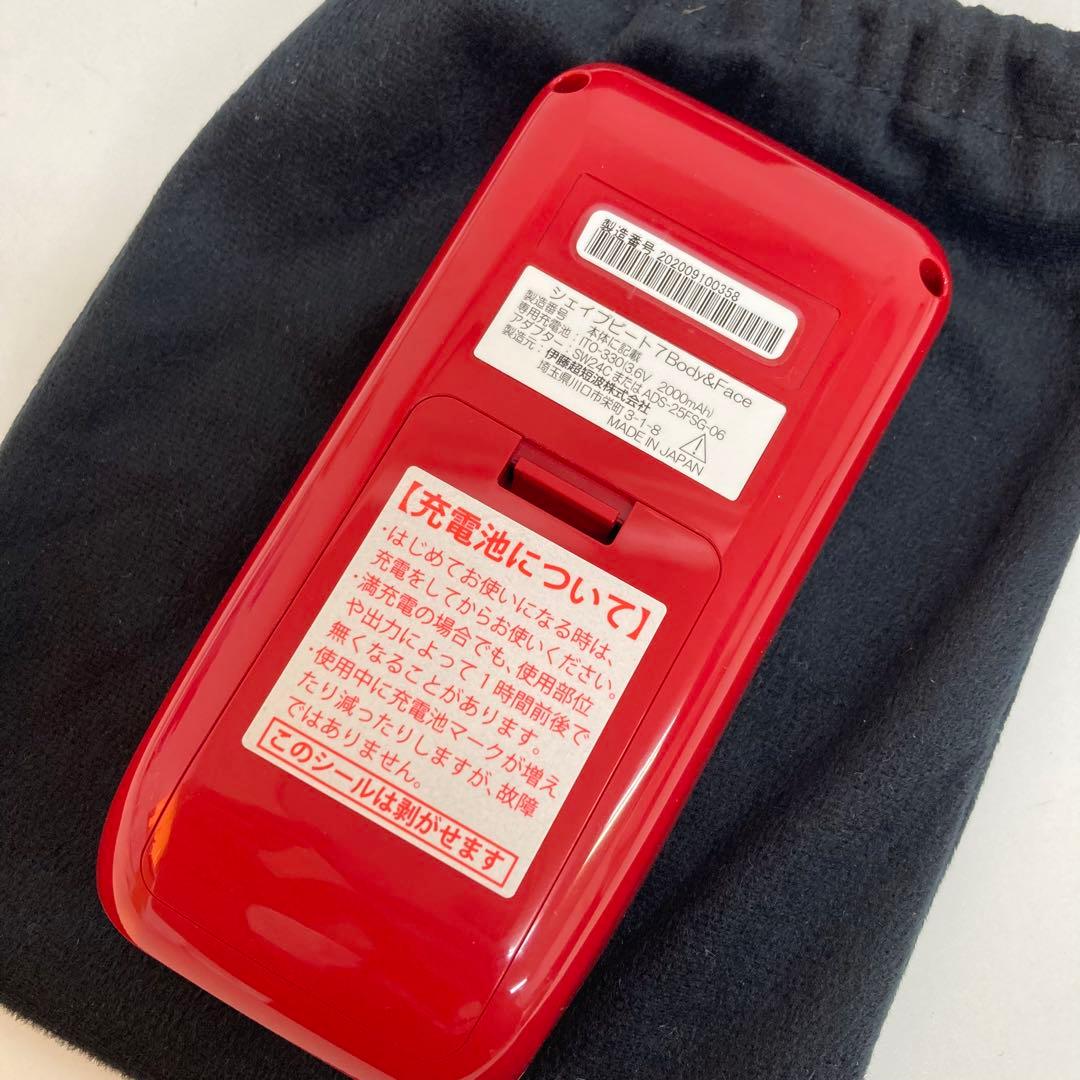 製造番号 202009100358
シェイプビート7 Body&Face
製造番号 : 本体に記載
専用充電池 : ITO-330(3.6V 2000mAh)
アダプター : SW24C または ADS-25FSG-06
製造元 : 伊藤超短波株式会社
埼玉県川口市栄町3-1-8
MADE IN JAPAN
【充電池について】
・はじめてお使いになる時は、
充電をしてからお使いください。
・満充電の場合でも、使用部位
や出力によって1時間前後で
無くなることがあります。
・使用中に充電池マークが増え
たり減ったりしますが、故障
ではありません。
このシールは剥がせます